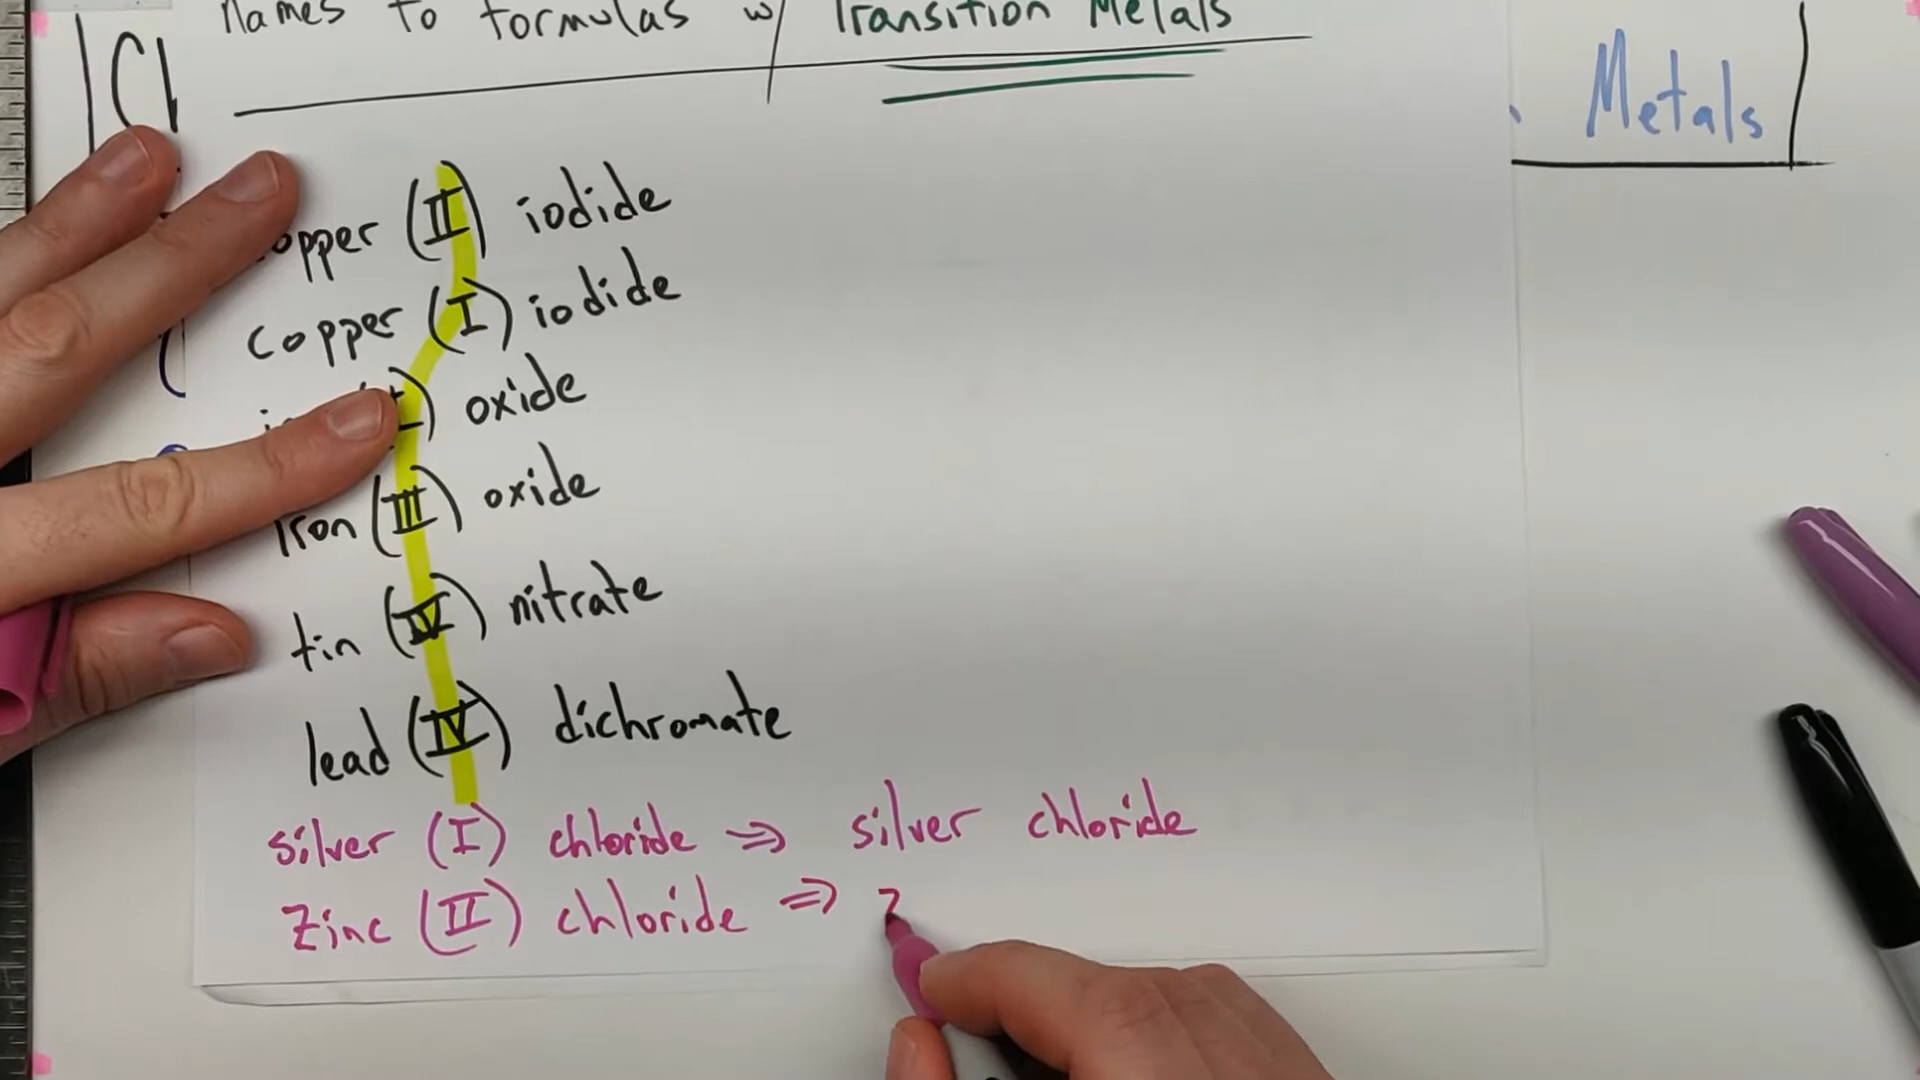 Names to formulas w/ Transition Metals
Metals
opper (II) iodide
copper (I) iodide
oxide
iron (III) oxide
tin (IV) nitrate
lead (IV) dichromate
silver (I) chloride ⇒ silver chloride
Zinc (II) chloride ⇒ z